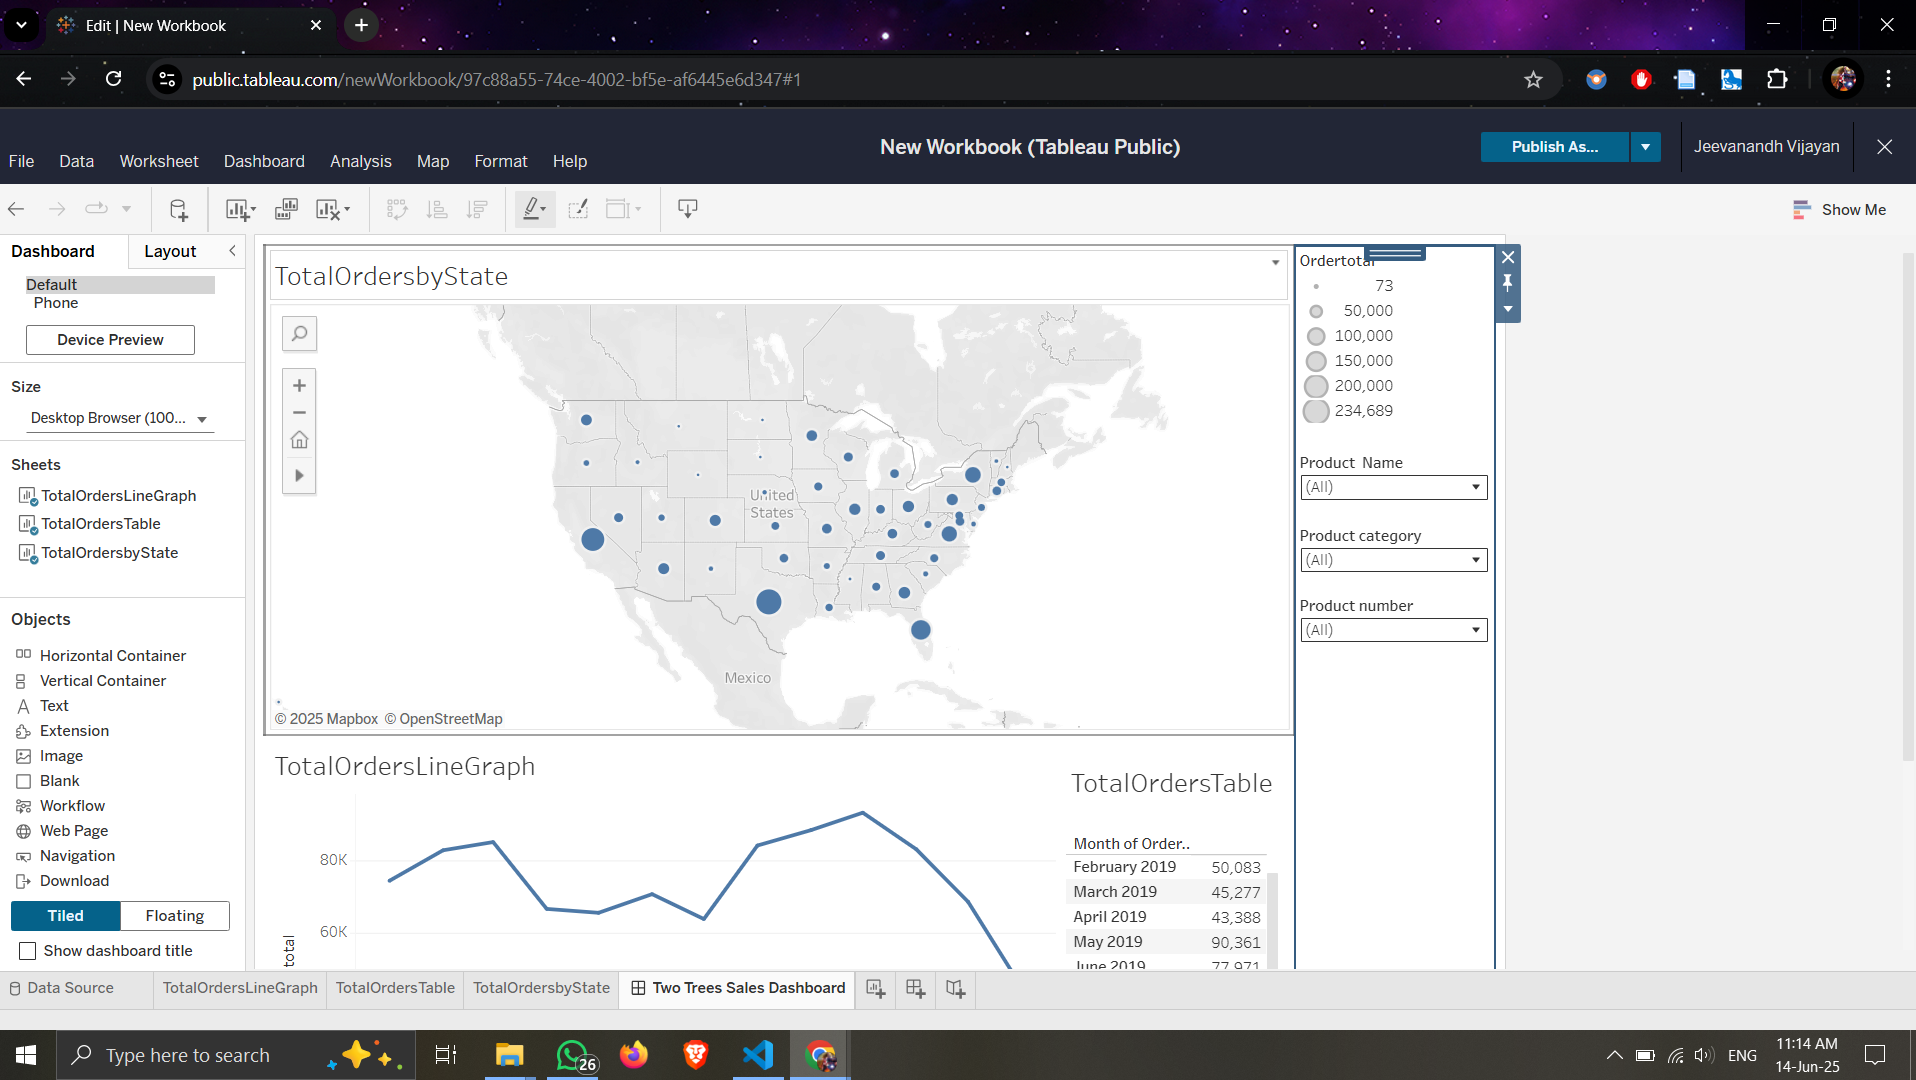 Edit | New Workbook
public.tableau.com/newWorkbook/97c88a55-74ce-4002-bf5e-af6445e6d347#1
New Workbook (Tableau Public)
Publish As...
Jeevanandh Vijayan
File Data Worksheet Dashboard Analysis Map Format Help
Show Me
Dashboard Layout
Default
Phone
Device Preview
Size
Desktop Browser (100...
Sheets
TotalOrdersLineGraph
TotalOrdersTable
TotalOrdersbyState
Objects
Horizontal Container
Vertical Container
Text
Extension
Image
Blank
Workflow
Web Page
Navigation
Download
Tiled Floating
Show dashboard title
TotalOrdersbyState
United
States
Mexico
© 2025 Mapbox © OpenStreetMap
Ordertotal
73
50,000
100,000
150,000
200,000
234,689
Product Name
(All)
Product category
(All)
Product number
(All)
TotalOrdersLineGraph
80K
60K
total
TotalOrdersTable
Month of Order..
February 2019 50,083
March 2019 45,277
April 2019 43,388
May 2019 90,361
June 2019 77,971
Data Source TotalOrdersLineGraph TotalOrdersTable TotalOrdersbyState Two Trees Sales Dashboard
Type here to search
26
ENG
11:14 AM
14-Jun-25